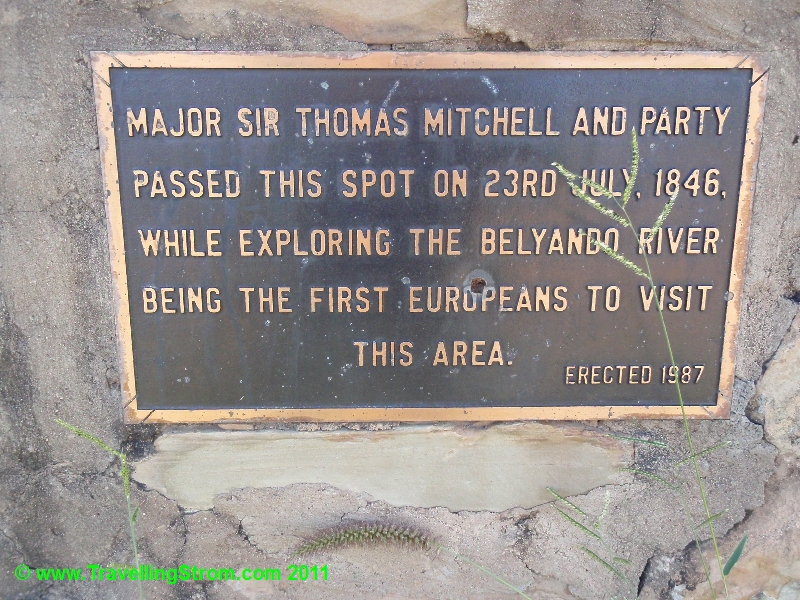 MAJOR SIR THOMAS MITCHELL AND PARTY
PASSED THIS SPOT ON 23RD JULY, 1846,
WHILE EXPLORING THE BELYANDO RIVER
BEING THE FIRST EUROPEANS TO VISIT
THIS AREA.
ERECTED 1987
© www.TravellingStrom.com 2011